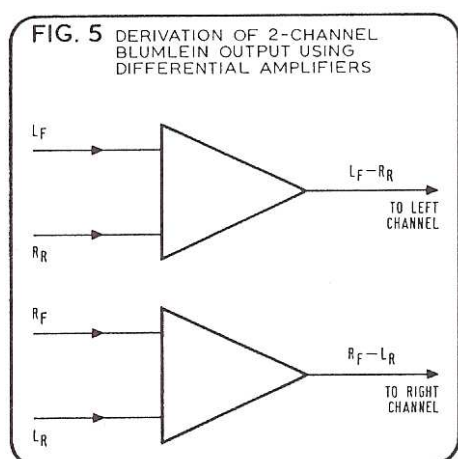 FIG. 5 DERIVATION OF 2-CHANNEL
BLUMLEIN OUTPUT USING
DIFFERENTIAL AMPLIFIERS
LF
LF–RR
TO LEFT
CHANNEL
RR
RF
RF–LR
TO RIGHT
CHANNEL
LR